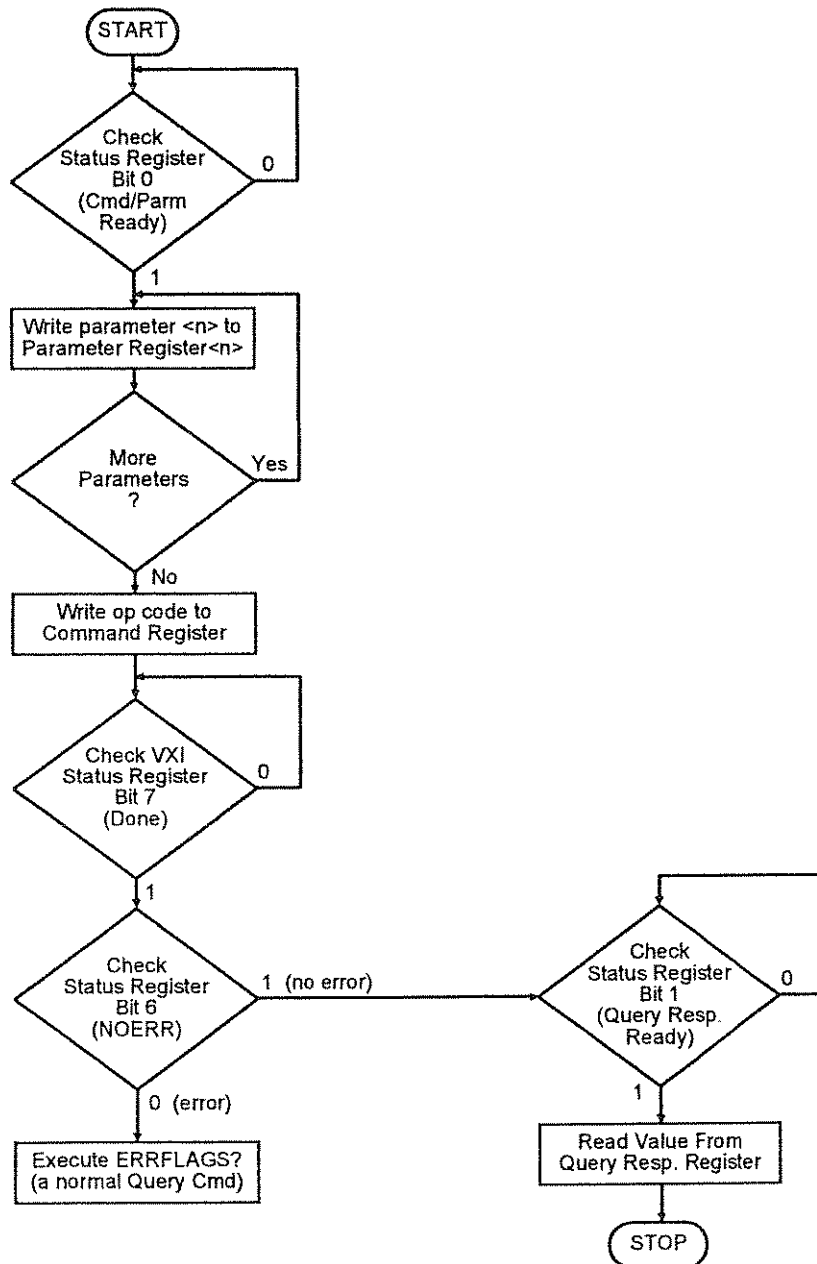 START
Check
Status Register
Bit 0
(Cmd/Parm
Ready)
0
1
Write parameter <n> to
Parameter Register<n>
More
Parameters
?
Yes
No
Write op code to
Command Register
Check VXI
Status Register
Bit 7
(Done)
0
1
Check
Status Register
Bit 6
(NOERR)
1 (no error)
0 (error)
Execute ERRFLAGS?
(a normal Query Cmd)
Check
Status Register
Bit 1
(Query Resp.
Ready)
0
1
Read Value From
Query Resp. Register
STOP